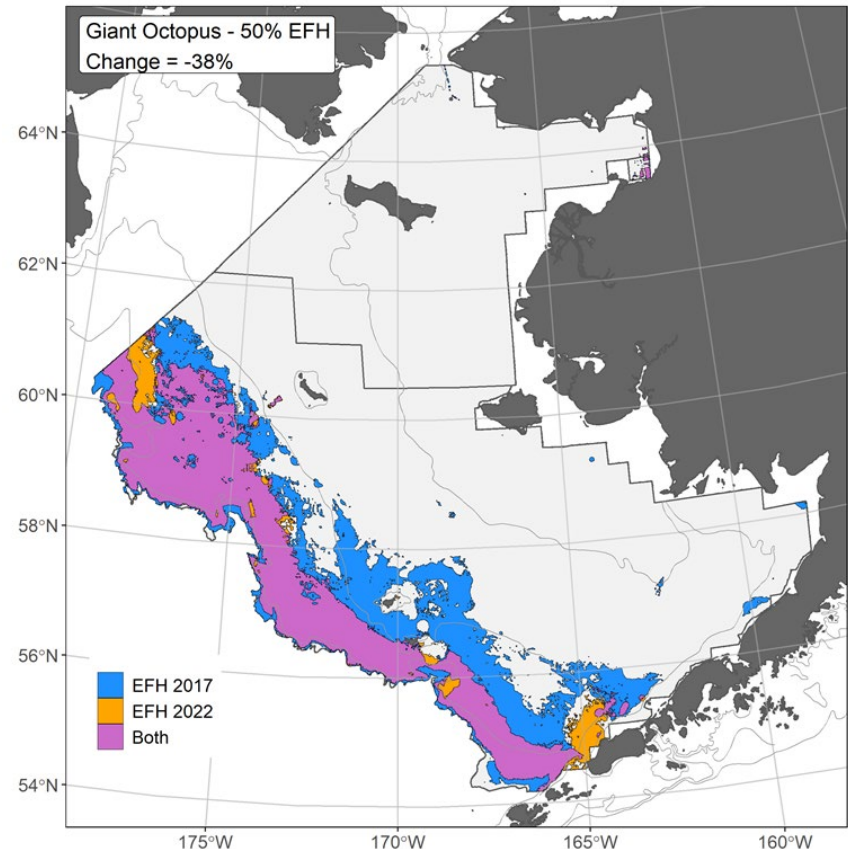 Giant Octopus - 50% EFH
Change = -38%
64°N
62°N
60°N
58°N
56°N
54°N
EFH 2017
EFH 2022
Both
175°W
170°W
165°W
160°W